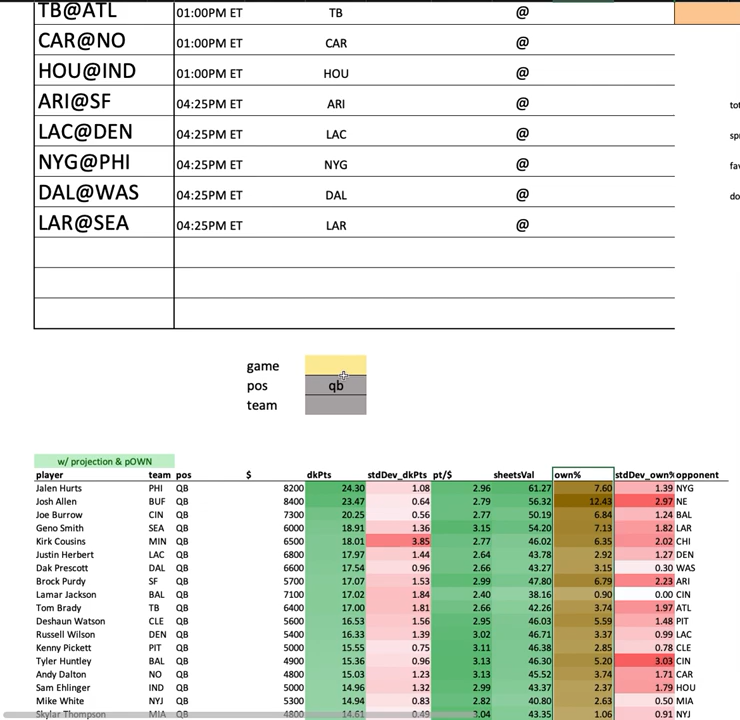 TB@ATL 01:00PM ET TB @
CAR@NO 01:00PM ET CAR @
HOU@IND 01:00PM ET HOU @
ARI@SF 04:25PM ET ARI @
tot
LAC@DEN 04:25PM ET LAC @
spr
NYG@PHI 04:25PM ET NYG @
fav
DAL@WAS 04:25PM ET DAL @
do
LAR@SEA 04:25PM ET LAR @
game
pos qb
team
w/ projection & pOWN
player team pos $ dkPts stdDev_dkPts pt/$ sheetsVal own% stdDev_own% opponent
Jalen Hurts PHI QB 8200 24.30 1.08 2.96 61.27 7.60 1.39 NYG
Josh Allen BUF QB 8400 23.47 0.64 2.79 56.32 12.43 2.97 NE
Joe Burrow CIN QB 7300 20.25 0.56 2.77 50.19 6.84 1.24 BAL
Geno Smith SEA QB 6000 18.91 1.36 3.15 54.20 7.13 1.82 LAR
Kirk Cousins MIN QB 6500 18.01 3.85 2.77 46.02 6.35 2.02 CHI
Justin Herbert LAC QB 6800 17.97 1.44 2.64 43.78 2.92 1.27 DEN
Dak Prescott DAL QB 6600 17.54 0.96 2.66 43.27 3.15 0.30 WAS
Brock Purdy SF QB 5700 17.07 1.53 2.99 47.80 6.79 2.23 ARI
Lamar Jackson BAL QB 7100 17.02 1.84 2.40 38.16 0.90 0.00 CIN
Tom Brady TB QB 6400 17.00 1.81 2.66 42.26 3.74 1.97 ATL
Deshaun Watson CLE QB 5600 16.53 1.56 2.95 46.03 5.59 1.48 PIT
Russell Wilson DEN QB 5400 16.33 1.39 3.02 46.71 3.37 0.99 LAC
Kenny Pickett PIT QB 5000 15.55 0.75 3.11 46.38 2.85 0.78 CLE
Tyler Huntley BAL QB 4900 15.36 0.96 3.13 46.30 5.20 3.03 CIN
Andy Dalton NO QB 4800 15.03 1.23 3.13 45.52 3.74 1.71 CAR
Sam Ehlinger IND QB 5000 14.96 1.32 2.99 43.37 2.37 1.79 HOU
Mike White NYJ QB 5300 14.94 0.83 2.82 40.80 2.63 0.50 MIA
Skylar Thompson MIA QB 4800 14.61 0.49 3.04 43.35 1.06 0.91 NYJ